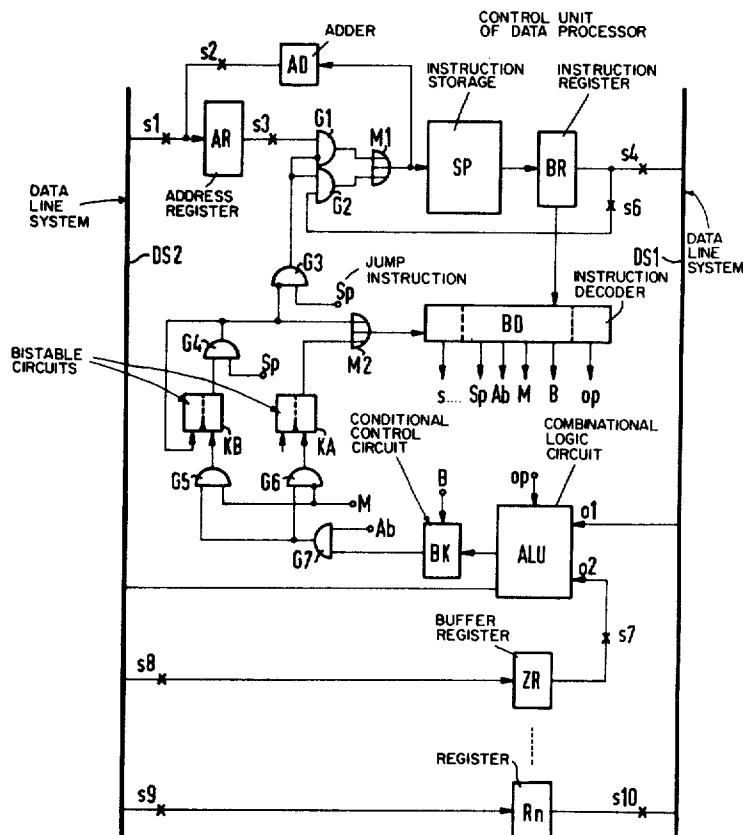 CONTROL UNIT
OF DATA PROCESSOR
ADDER
s2
AD
INSTRUCTION
STORAGE
INSTRUCTION
REGISTER
s1
AR
s3
G1
M1
SP
BR
s4
G2
s6
ADDRESS
REGISTER
DATA
LINE
SYSTEM
DATA
LINE
SYSTEM
DS2
DS1
G3
JUMP
INSTRUCTION
Sp
INSTRUCTION
DECODER
BD
G4
M2
Sp
BISTABLE
CIRCUITS
s....
Sp
Ab
M
B
op
KB
KA
CONDITIONAL
CONTROL
CIRCUIT
COMBINATIONAL
LOGIC
CIRCUIT
G5
G6
M
B
op
Ab
o1
G7
BK
ALU
o2
BUFFER
REGISTER
s7
s8
ZR
REGISTER
s9
Rn
s10